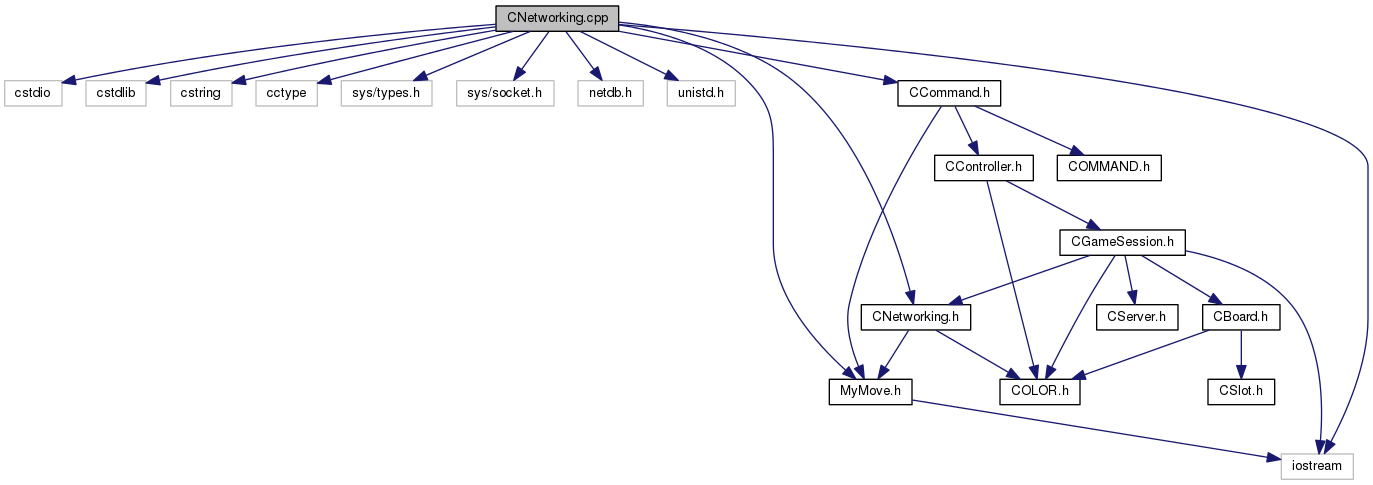 CNetworking.cpp
cstdio
cstdlib
cstring
cctype
sys/types.h
sys/socket.h
netdb.h
unistd.h
CCommand.h
CController.h
COMMAND.h
CGameSession.h
CNetworking.h
CServer.h
CBoard.h
MyMove.h
COLOR.h
CSlot.h
iostream